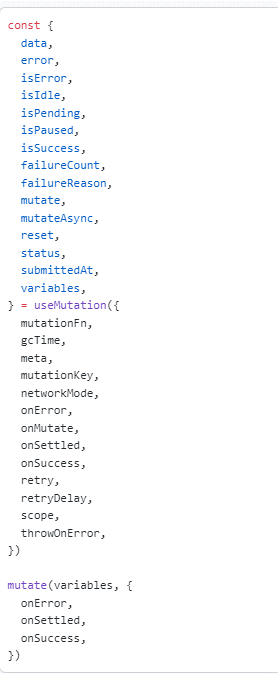 const {
  data,
  error,
  isError,
  isIdle,
  isPending,
  isPaused,
  isSuccess,
  failureCount,
  failureReason,
  mutate,
  mutateAsync,
  reset,
  status,
  submittedAt,
  variables,
} = useMutation({
  mutationFn,
  gcTime,
  meta,
  mutationKey,
  networkMode,
  onError,
  onMutate,
  onSettled,
  onSuccess,
  retry,
  retryDelay,
  scope,
  throwOnError,
})

mutate(variables, {
  onError,
  onSettled,
  onSuccess,
})